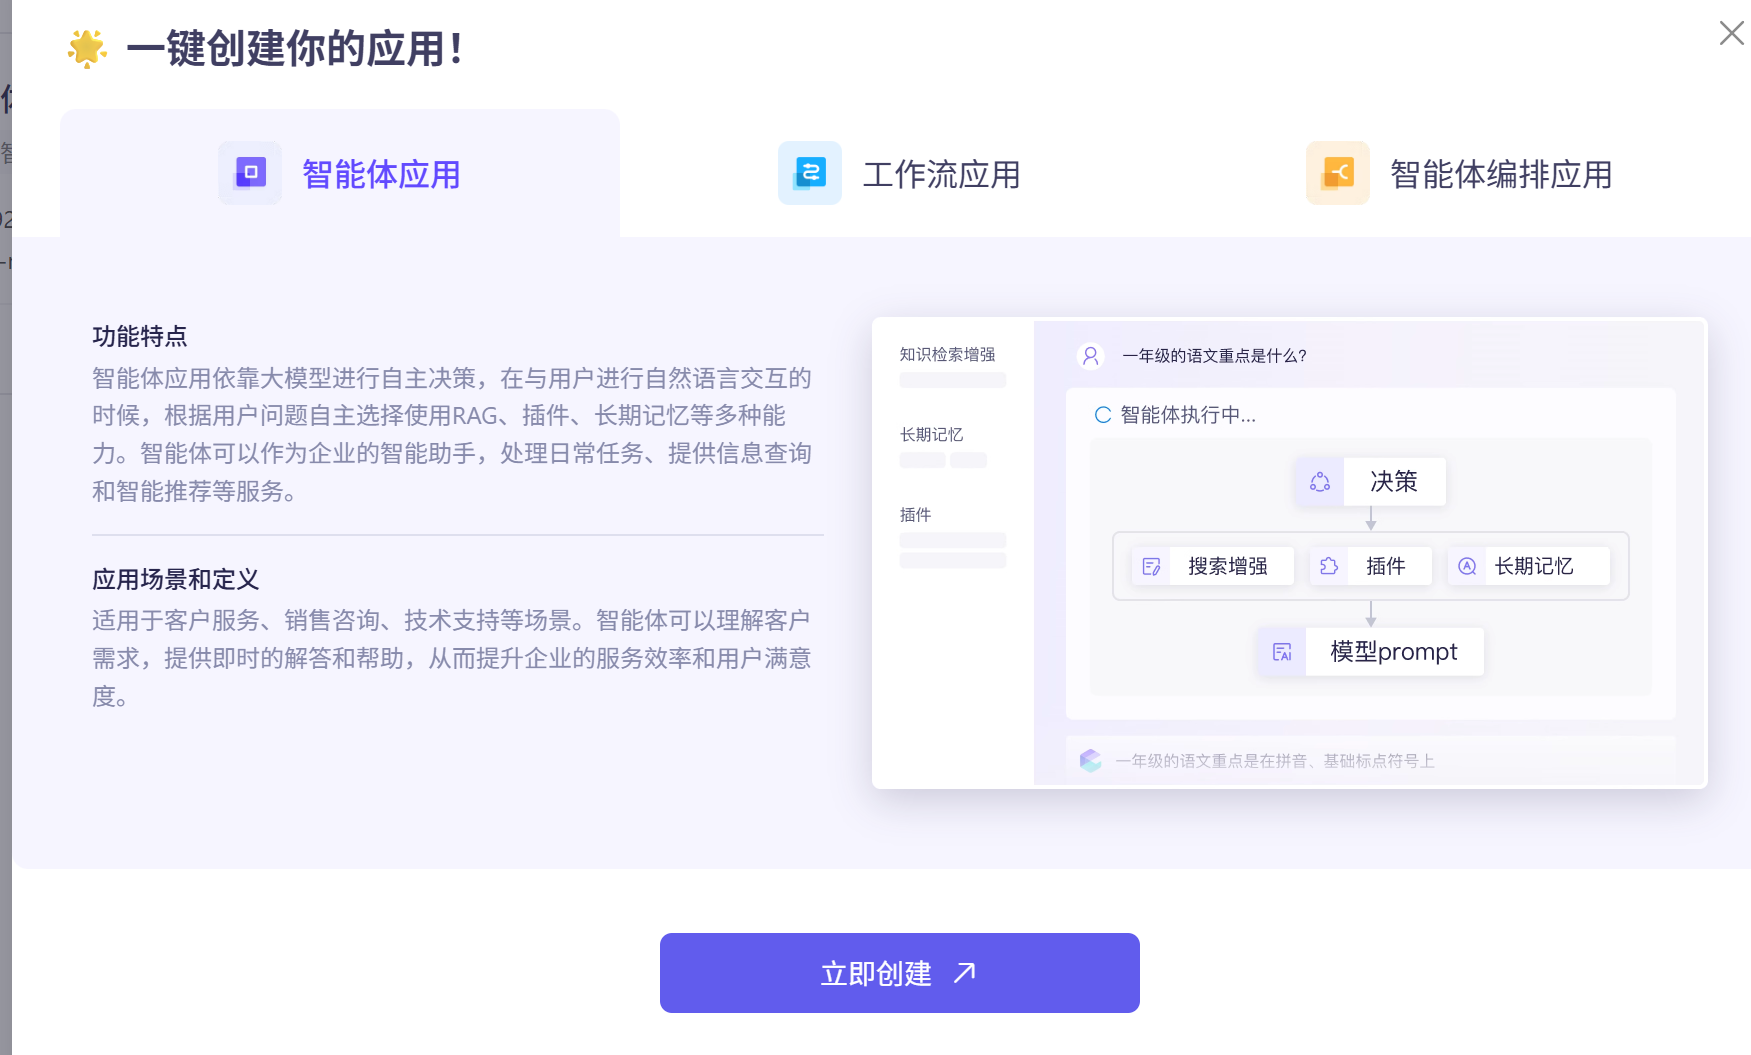 一键创建你的应用！
智能体应用
工作流应用
智能体编排应用
功能特点
智能体应用依靠大模型进行自主决策，在与用户进行自然语言交互的
时候，根据用户问题自主选择使用RAG、插件、长期记忆等多种能
力。智能体可以作为企业的智能助手，处理日常任务、提供信息查询
和智能推荐等服务。
应用场景和定义
适用于客户服务、销售咨询、技术支持等场景。智能体可以理解客户
需求，提供即时的解答和帮助，从而提升企业的服务效率和用户满意
度。
知识检索增强
长期记忆
插件
一年级的语文重点是什么?
智能体执行中...
决策
搜索增强
插件
长期记忆
模型prompt
一年级的语文重点是在拼音、基础标点符号上
立即创建